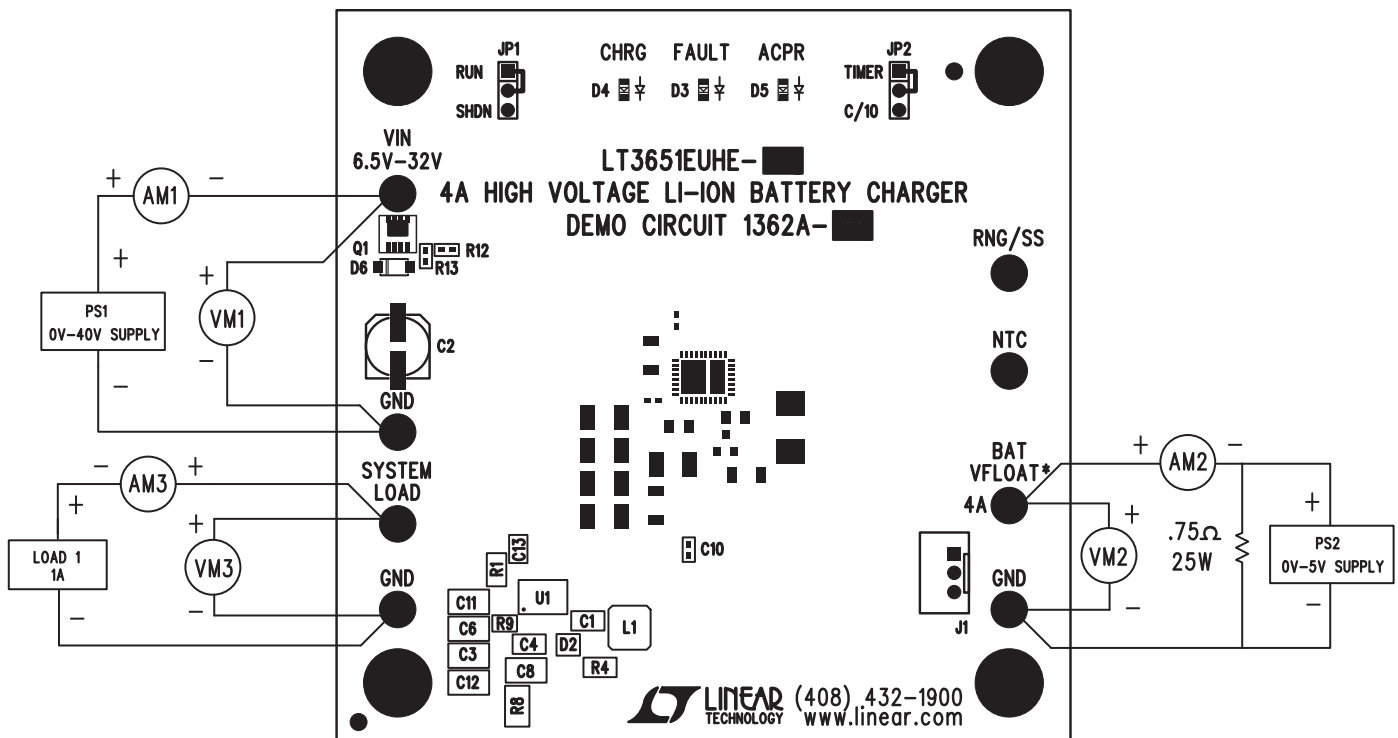 JP1
CHRG FAULT ACPR
JP2
RUN
D4
D3
D5
TIMER
SHDN
C/10
VIN
6.5V-32V
LT3651EUHE-
4A HIGH VOLTAGE LI-ION BATTERY CHARGER
DEMO CIRCUIT 1362A-
+ AM1 -
Q1
R12
D6
R13
RNG/SS
+
+
PS1
0V-40V SUPPLY
VM1
-
-
C2
NTC
GND
- AM3 +
SYSTEM
LOAD
BAT
VFLOAT*
4A
+ AM2 -
+
+
LOAD 1
1A
VM3
-
-
+
VM2
-
.75Ω
25W
+
PS2
0V-5V SUPPLY
-
GND
C13
R1
C10
GND
J1
C11
U1
R9
C1
L1
C6
C4
D2
C3
C8
R4
C12
R8
LINEAR
TECHNOLOGY
(408) 432-1900
www.linear.com